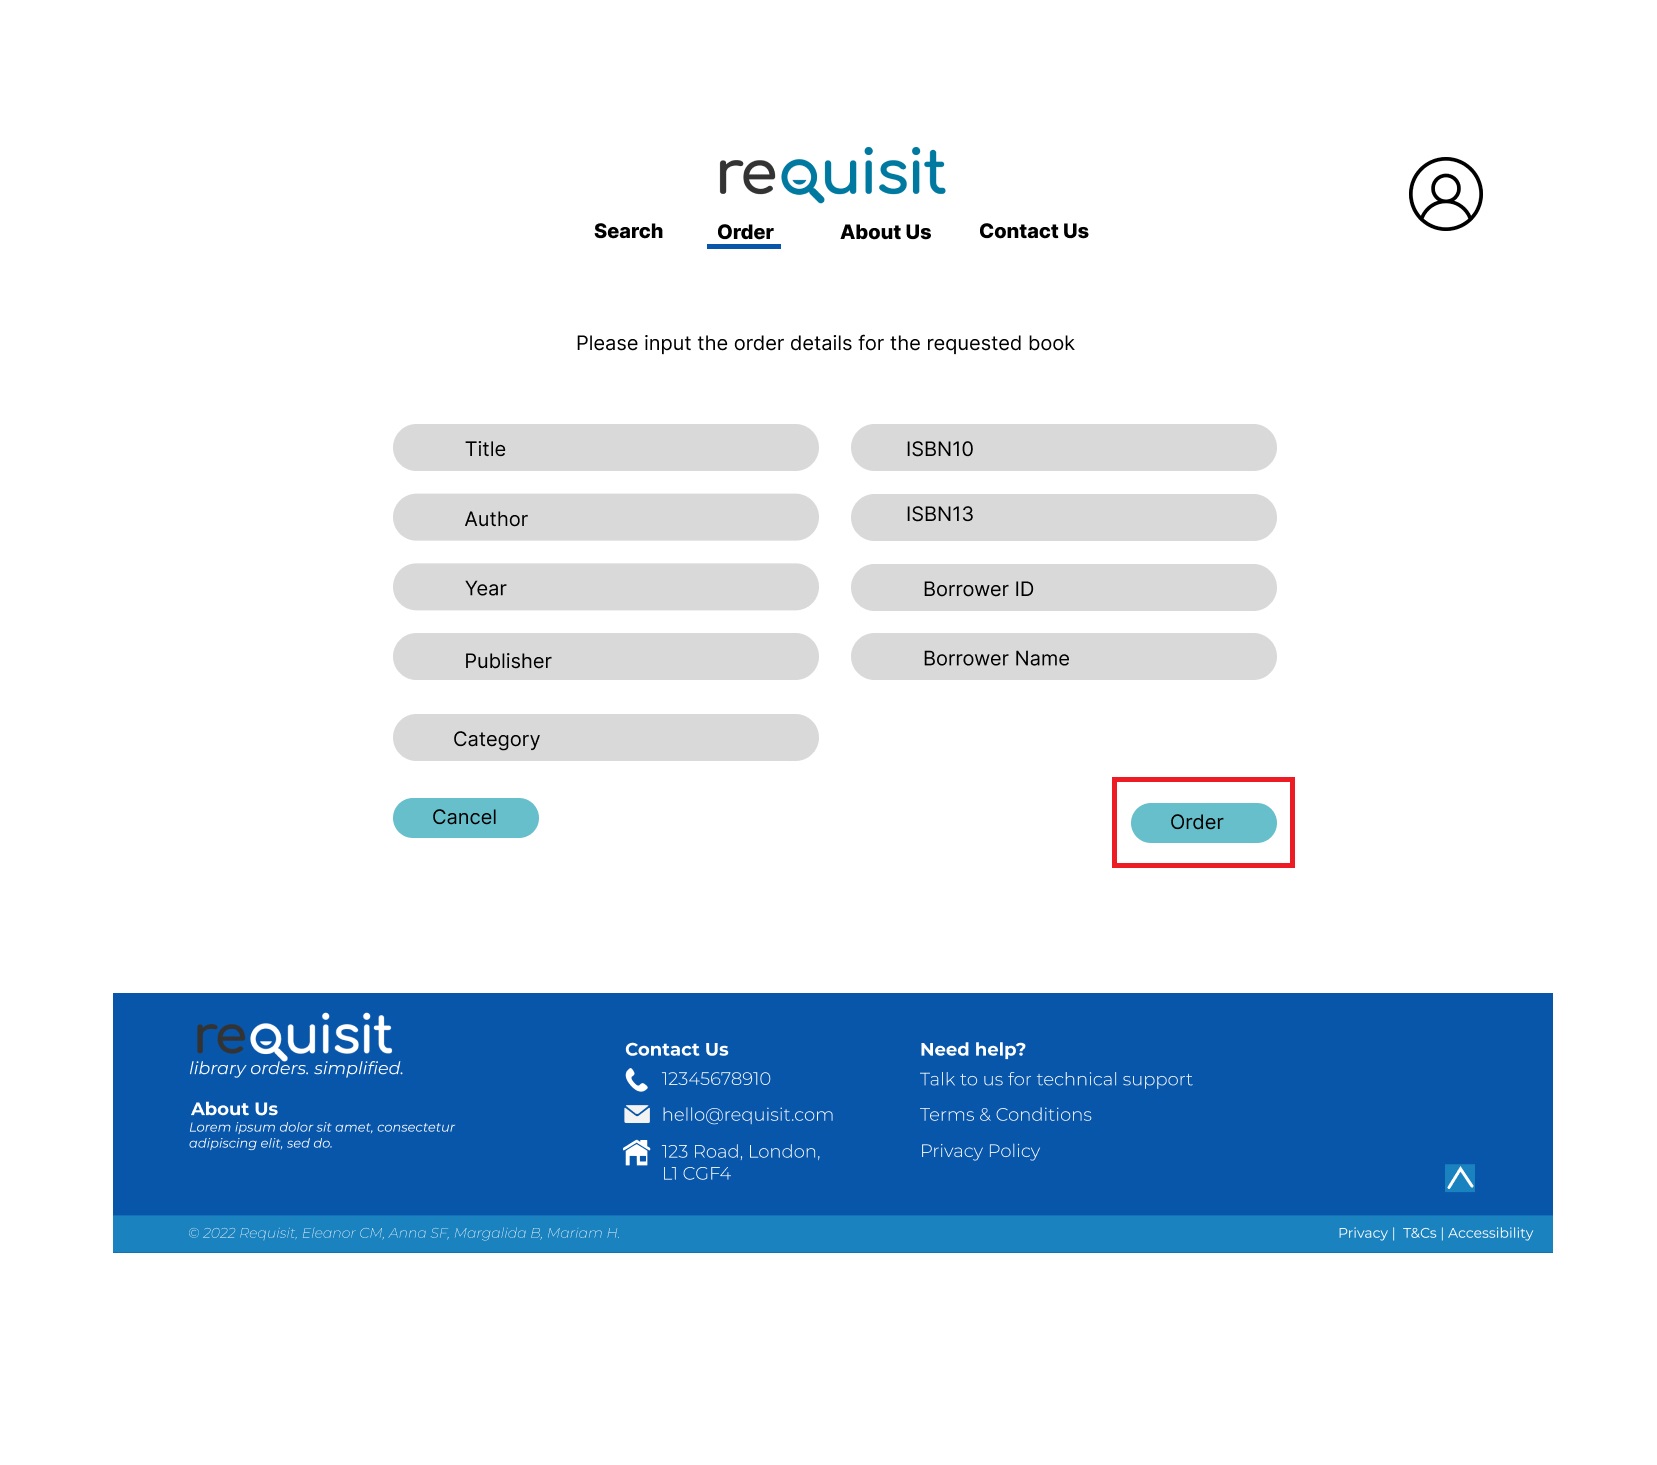 requisit
Search
Order
About Us
Contact Us
Please input the order details for the requested book
Title
ISBN10
Author
ISBN13
Year
Borrower ID
Publisher
Borrower Name
Category
Cancel
Order
requisit
library orders. simplified.
About Us
Lorem ipsum dolor sit amet, consectetur
adipiscing elit, sed do.
Contact Us
12345678910
hello@requisit.com
123 Road, London,
L1 CGF4
Need help?
Talk to us for technical support
Terms & Conditions
Privacy Policy
© 2022 Requisit, Eleanor CM, Anna SF, Margalida B, Mariam H.
Privacy | T&Cs | Accessibility